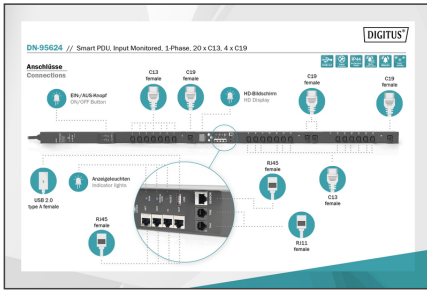 DIGITUS®
DN-95624 // Smart PDU, Input Monitored, 1-Phase, 20 x C13, 4 x C19
Anschlüsse
Connections
EIN-/AUS-Knopf
On/OFF Button
C13
female
C19
female
HD-Bildschirm
HD Display
C19
female
C19
female
USB 2.0
type A female
Anzeigeleuchten
Indicator lights
RJ45
female
RJ45
female
C13
female
RJ11
female